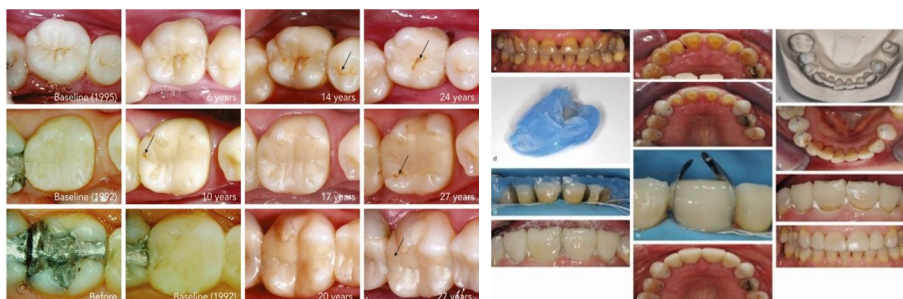 Baseline (1995)
6 years
14 years
24 years
Baseline (1992)
10 years
17 years
27 years
Before
Baseline (1992)
20 years
27 years
d